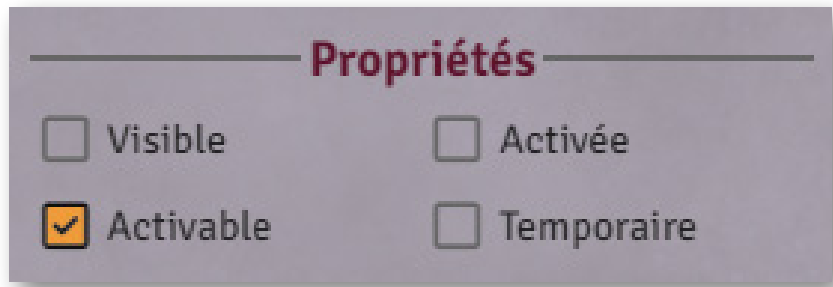 Propriétés
Visible
Activée
Activable
Temporaire